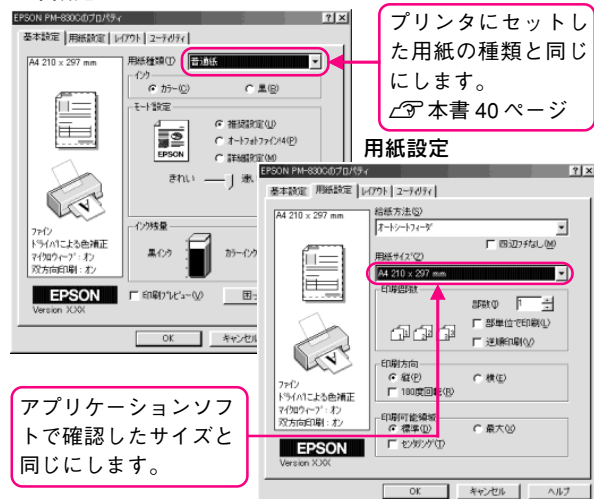 EPSON PM-830Cのプロパティ
基本設定 用紙設定 レイアウト ユーティリティ
A4 210 x 297 mm
用紙種類(T) 普通紙
インク
カラー(C) 黒(B)
モード設定
推奨設定(U)
オートフォトファイン!4(P)
詳細設定(M)
EPSON
きれい 速
ファイン
ドライバによる色補正
マイクロウィーブ : オン
双方向印刷 : オン
インク残量
黒インク カラーインク
EPSON
Version X.XX
印刷プレビュー(V)
OK キャンセル
プリンタにセットし
た用紙の種類と同じ
にします。
本書 40 ページ
用紙設定
EPSON PM-830Cのプロパティ
基本設定 用紙設定 レイアウト ユーティリティ
A4 210 x 297 mm
給紙方法(S)
オートシートフィーダ
四辺フチなし(M)
用紙サイズ(Z)
A4 210 x 297 mm
印刷部数
部数(I) 1
部単位で印刷(L)
逆順印刷(V)
印刷方向
縦(P) 横(E)
180度回転(R)
ファイン
ドライバによる色補正
マイクロウィーブ : オン
双方向印刷 : オン
印刷可能領域
標準(D) 最大(X)
センタリング(T)
EPSON
Version X.XX
OK キャンセル ヘルプ
アプリケーションソフ
トで確認したサイズと
同じにします。